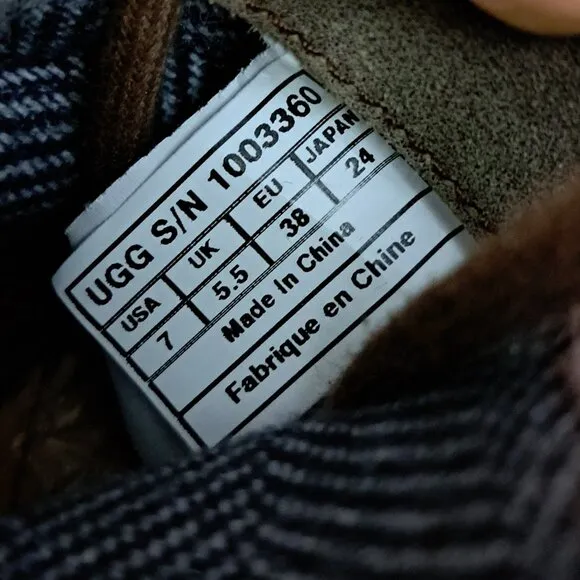 UGG S/N 1003360
USA UK EU JAPAN
7 5.5 38 24
Made In China
Fabrique en Chine